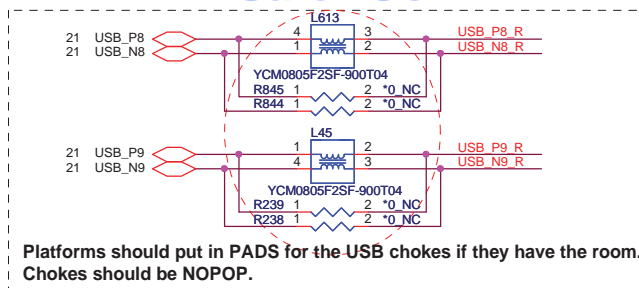 L613
21 USB_P8 4 3 USB_P8_R
21 USB_N8 1 2 USB_N8_R
YCM0805F2SF-900T04
R845 1 2 *0_NC
R844 1 2 *0_NC
L45
21 USB_P9 1 2 USB_P9_R
21 USB_N9 4 3 USB_N9_R
YCM0805F2SF-900T04
R239 1 2 *0_NC
R238 1 2 *0_NC
Platforms should put in PADS for the USB chokes if they have the room.
Chokes should be NOPOP.